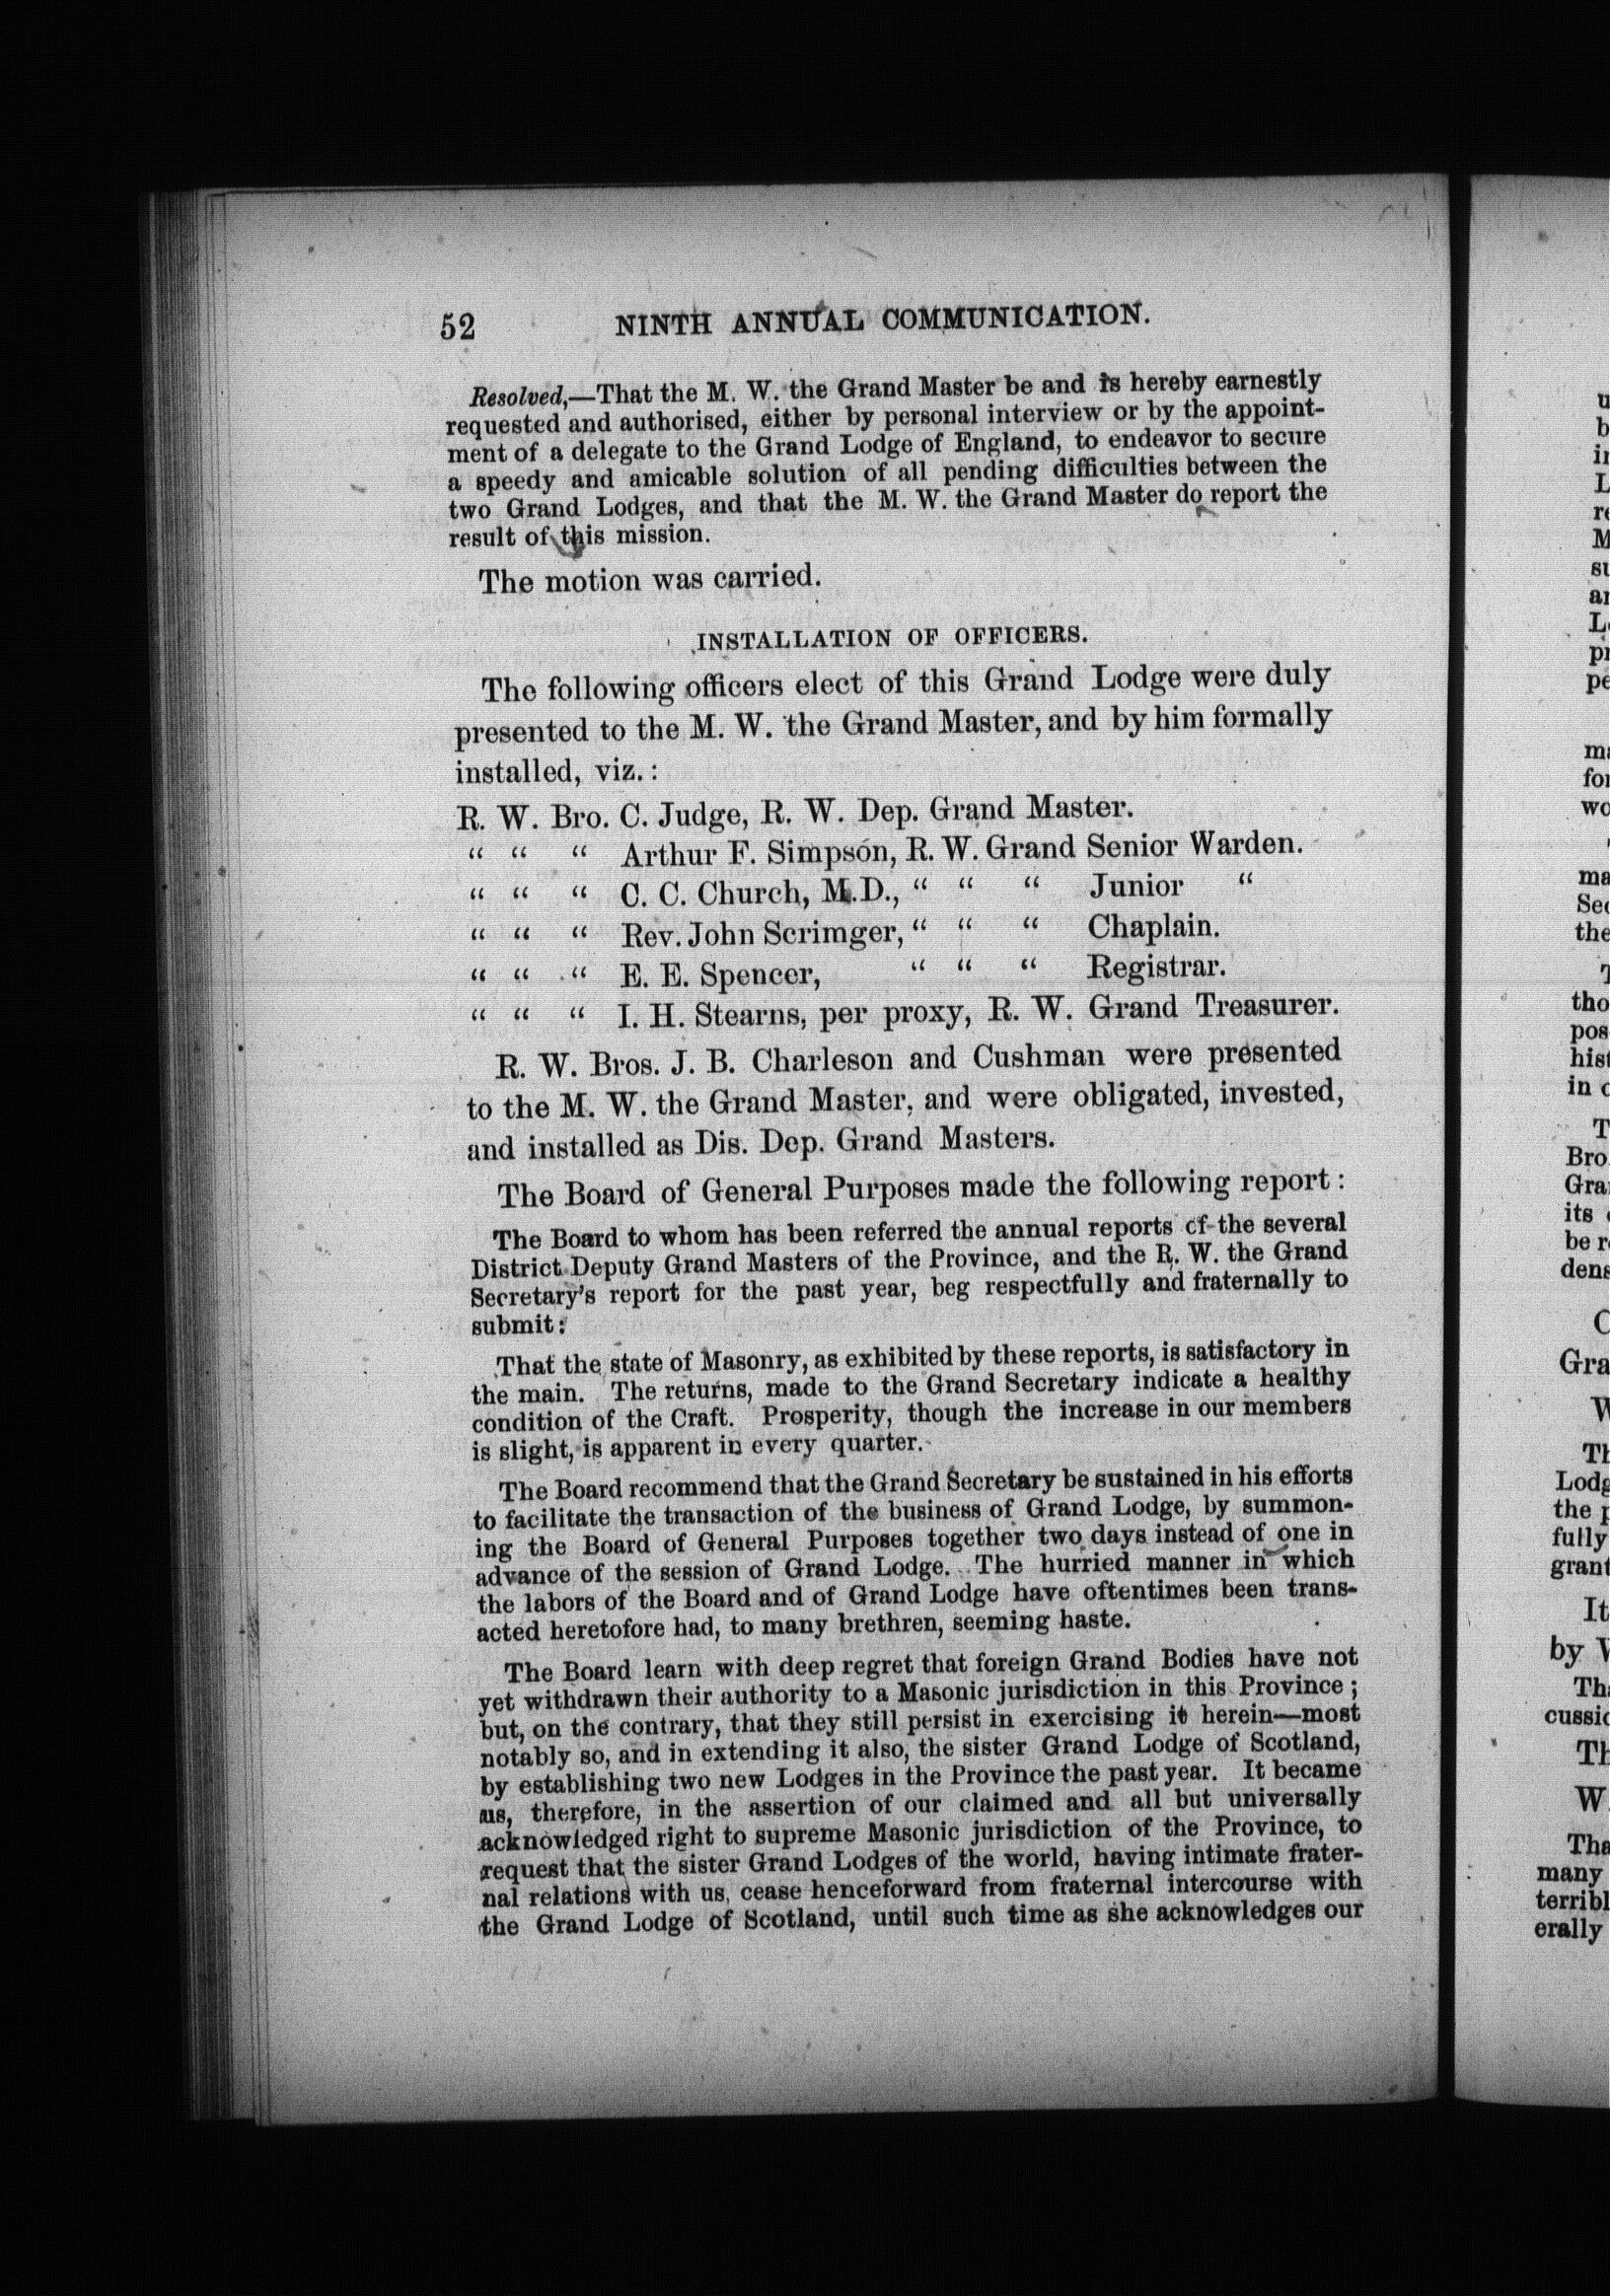 52 NINTH ANNUAL COMMUNICATION.
Resolved,—That the M. W. the Grand Master be and is hereby earnestly
requested and authorised, either by personal interview or by the appoint-
ment of a delegate to the Grand Lodge of England, to endeavor to secure
a speedy and amicable solution of all pending difficulties between the
two Grand Lodges, and that the M. W. the Grand Master do report the
result of this mission.
The motion was carried.
INSTALLATION OF OFFICERS.
The following officers elect of this Grand Lodge were duly
presented to the M. W. the Grand Master, and by him formally
installed, viz.:
R. W. Bro. C. Judge, R. W. Dep. Grand Master.
“ “ “ Arthur F. Simpson, R. W. Grand Senior Warden.
“ “ “ C. C. Church, M.D., “ “ “ Junior “
“ “ “ Rev. John Scrimger, “ “ “ Chaplain.
“ “ “ E. E. Spencer, “ “ “ Registrar.
“ “ “ I. H. Stearns, per proxy, R. W. Grand Treasurer.
R. W. Bros. J. B. Charleson and Cushman were presented
to the M. W. the Grand Master, and were obligated, invested,
and installed as Dis. Dep. Grand Masters.
The Board of General Purposes made the following report:
The Board to whom has been referred the annual reports of the several
District Deputy Grand Masters of the Province, and the R. W. the Grand
Secretary's report for the past year, beg respectfully and fraternally to
submit:
That the state of Masonry, as exhibited by these reports, is satisfactory in
the main. The returns, made to the Grand Secretary indicate a healthy
condition of the Craft. Prosperity, though the increase in our members
is slight, is apparent in every quarter.
The Board recommend that the Grand Secretary be sustained in his efforts
to facilitate the transaction of the business of Grand Lodge, by summon-
ing the Board of General Purposes together two days instead of one in
advance of the session of Grand Lodge. The hurried manner in which
the labors of the Board and of Grand Lodge have oftentimes been trans-
acted heretofore had, to many brethren, seeming haste.
The Board learn with deep regret that foreign Grand Bodies have not
yet withdrawn their authority to a Masonic jurisdiction in this Province;
but, on the contrary, that they still persist in exercising it herein—most
notably so, and in extending it also, the sister Grand Lodge of Scotland,
by establishing two new Lodges in the Province the past year. It became
us, therefore, in the assertion of our claimed and all but universally
acknowledged right to supreme Masonic jurisdiction of the Province, to
request that the sister Grand Lodges of the world, having intimate frater-
nal relations with us, cease henceforward from fraternal intercourse with
the Grand Lodge of Scotland, until such time as she acknowledges our